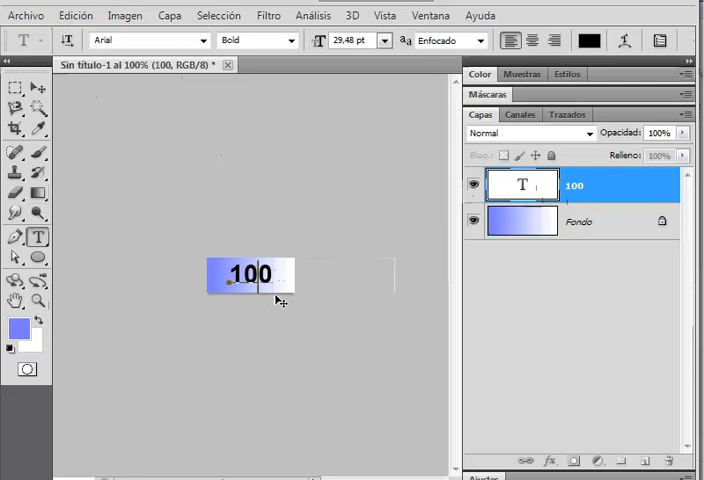 Archivo Edición Imagen Capa Selección Filtro Análisis 3D Vista Ventana Ayuda
T T Arial Bold T 29,48 pt aa Enfocado
Sin título-1 al 100% (100, RGB/8) *
Color Muestras Estilos
Máscaras
Capas Canales Trazados
Normal Opacidad: 100%
Bloq.: Relleno: 100%
T 100
Fondo
T
100
Ajustes